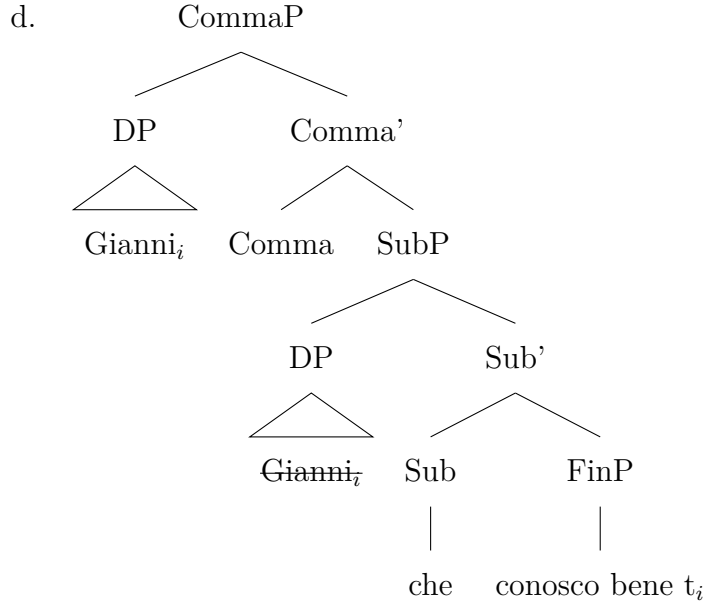 d. CommaP
DP Comma'
Gianniᵢ Comma SubP
DP Sub'
~~Gianniᵢ~~ Sub FinP
che conosco bene tᵢ